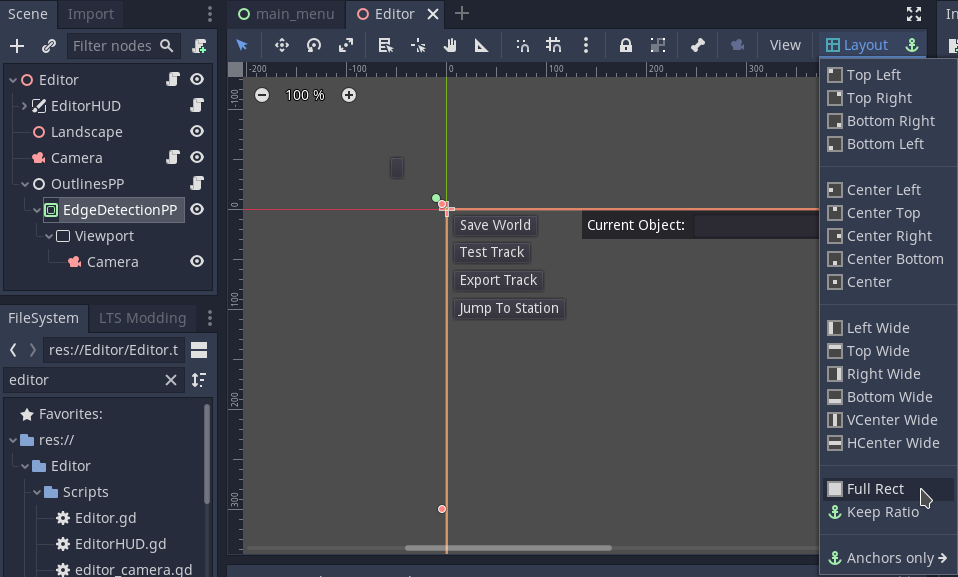 Scene Import
main_menu Editor
In
Filter nodes
View Layout
Editor
EditorHUD
Landscape
Camera
OutlinesPP
EdgeDetectionPP
Viewport
Camera
FileSystem LTS Modding
res://Editor/Editor.t
editor
Favorites:
res://
Editor
Scripts
Editor.gd
EditorHUD.gd
editor_camera.gd
-200 -100 0 100 200 300
-100
0
100
200
300
100 %
Save World
Current Object:
Test Track
Export Track
Jump To Station
Top Left
Top Right
Bottom Right
Bottom Left
Center Left
Center Top
Center Right
Center Bottom
Center
Left Wide
Top Wide
Right Wide
Bottom Wide
VCenter Wide
HCenter Wide
Full Rect
Keep Ratio
Anchors only